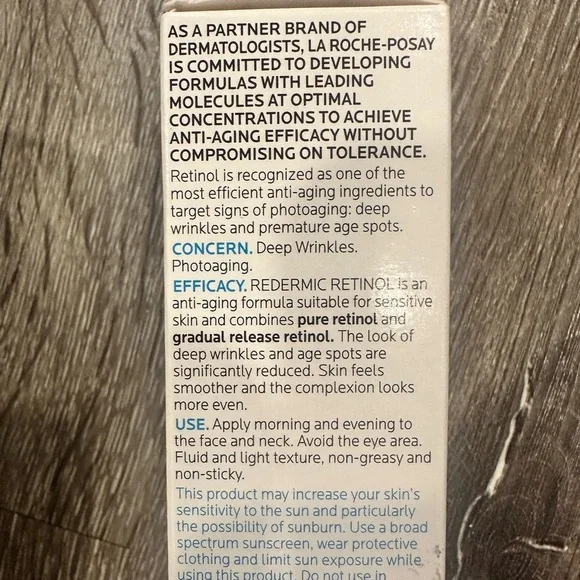 AS A PARTNER BRAND OF
DERMATOLOGISTS, LA ROCHE-POSAY
IS COMMITTED TO DEVELOPING
FORMULAS WITH LEADING
MOLECULES AT OPTIMAL
CONCENTRATIONS TO ACHIEVE
ANTI-AGING EFFICACY WITHOUT
COMPROMISING ON TOLERANCE.
Retinol is recognized as one of the
most efficient anti-aging ingredients to
target signs of photoaging: deep
wrinkles and premature age spots.
CONCERN. Deep Wrinkles.
Photoaging.
EFFICACY. REDERMIC RETINOL is an
anti-aging formula suitable for sensitive
skin and combines pure retinol and
gradual release retinol. The look of
deep wrinkles and age spots are
significantly reduced. Skin feels
smoother and the complexion looks
more even.
USE. Apply morning and evening to
the face and neck. Avoid the eye area.
Fluid and light texture, non-greasy and
non-sticky.
This product may increase your skin's
sensitivity to the sun and particularly
the possibility of sunburn. Use a broad
spectrum sunscreen, wear protective
clothing and limit sun exposure while
using this product. Do not use in